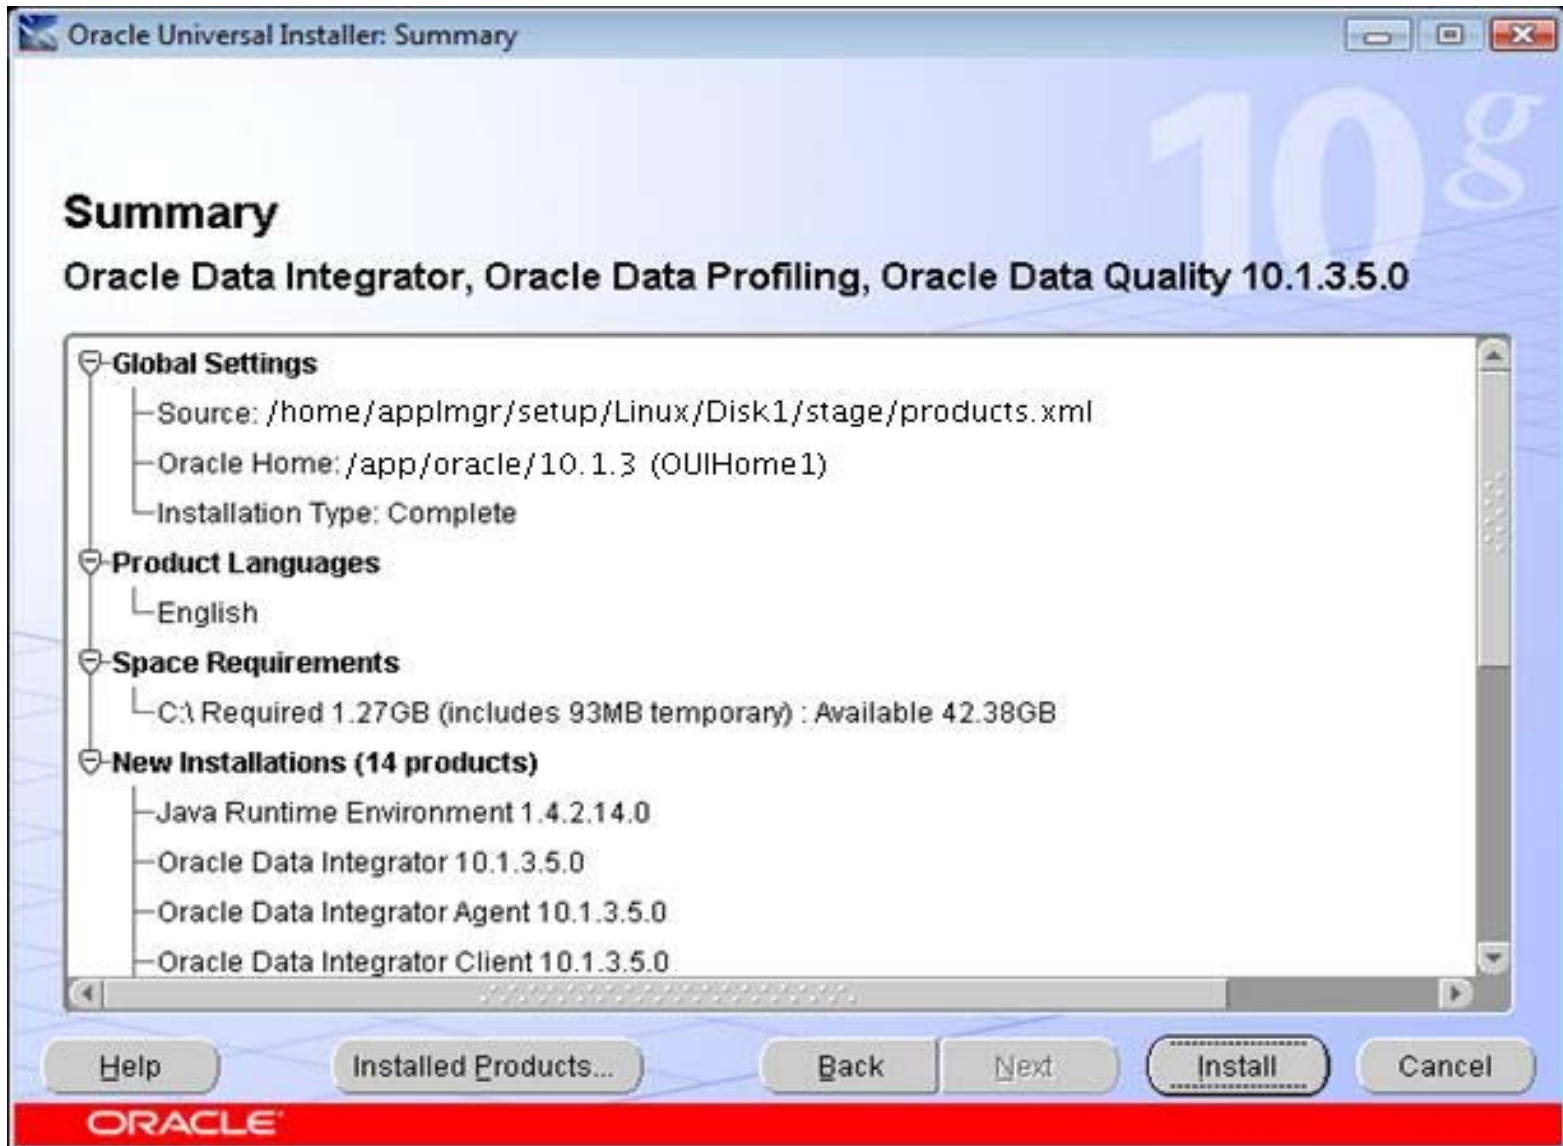 Oracle Universal Installer: Summary
10g
Summary
Oracle Data Integrator, Oracle Data Profiling, Oracle Data Quality 10.1.3.5.0
Global Settings
Source: /home/applmgr/setup/Linux/Disk1/stage/products.xml
Oracle Home: /app/oracle/10.1.3 (OUIHome1)
Installation Type: Complete
Product Languages
English
Space Requirements
C:\ Required 1.27GB (includes 93MB temporary) : Available 42.38GB
New Installations (14 products)
Java Runtime Environment 1.4.2.14.0
Oracle Data Integrator 10.1.3.5.0
Oracle Data Integrator Agent 10.1.3.5.0
Oracle Data Integrator Client 10.1.3.5.0
Help Installed Products... Back Next Install Cancel
ORACLE